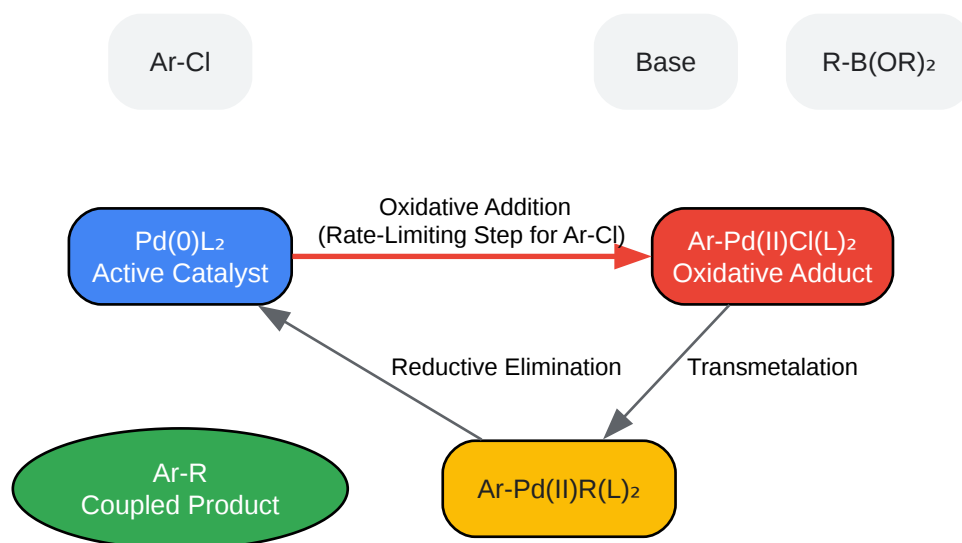 Ar-Cl
Base
R-B(OR)₂
Oxidative Addition
(Rate-Limiting Step for Ar-Cl)
Pd(0)L₂
Active Catalyst
Ar-Pd(II)Cl(L)₂
Oxidative Adduct
Reductive Elimination
Transmetalation
Ar-R
Coupled Product
Ar-Pd(II)R(L)₂